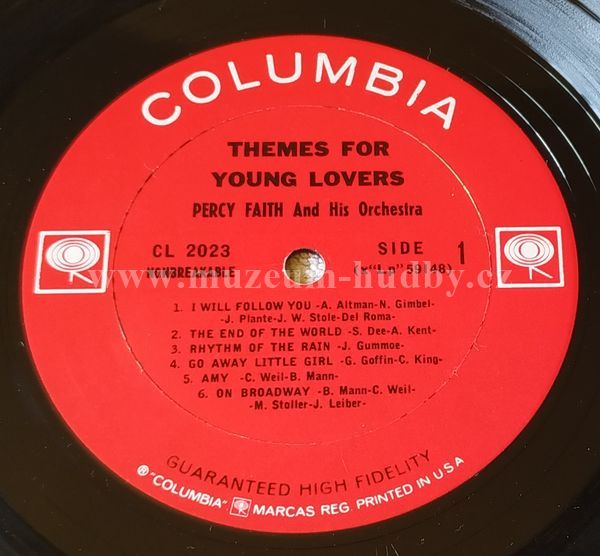 COLUMBIA
THEMES FOR
YOUNG LOVERS
PERCY FAITH And His Orchestra
CL 2023
SIDE 1
NONBREAKABLE
(x"Lp" 59148)
www.muzeum-hudby.cz
1. I WILL FOLLOW YOU -A. Altman-N. Gimbel-
-J. Plante-J. W. Stole-Del Roma-
2. THE END OF THE WORLD -S. Dee-A. Kent-
3. RHYTHM OF THE RAIN -J. Gummoe-
4. GO AWAY LITTLE GIRL -G. Goffin-C. King-
5. AMY -C. Weil-B. Mann-
6. ON BROADWAY -B. Mann-C. Weil-
-M. Stoller-J. Leiber-
GUARANTEED HIGH FIDELITY
® "COLUMBIA" MARCAS REG. PRINTED IN U.S.A.